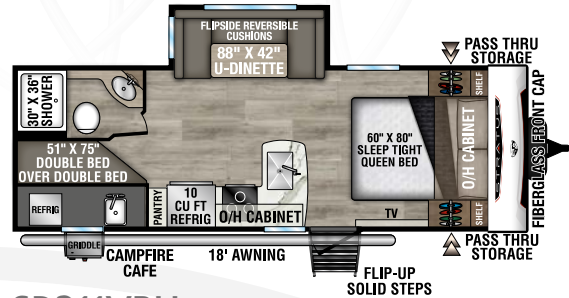 FLIPSIDE REVERSIBLE
CUSHIONS
88" X 42"
U-DINETTE
PASS THRU
STORAGE
30" X 36"
SHOWER
SHELF
51" X 75"
DOUBLE BED
OVER DOUBLE BED
60" X 80"
SLEEP TIGHT
QUEEN BED
O/H CABINET
STRATUS
FIBERGLASS FRONT CAP
REFRIG
PANTRY
10
CU FT
REFRIG
O/H CABINET
TV
SHELF
GRIDDLE
CAMPFIRE
CAFE
18' AWNING
FLIP-UP
SOLID STEPS
PASS THRU
STORAGE